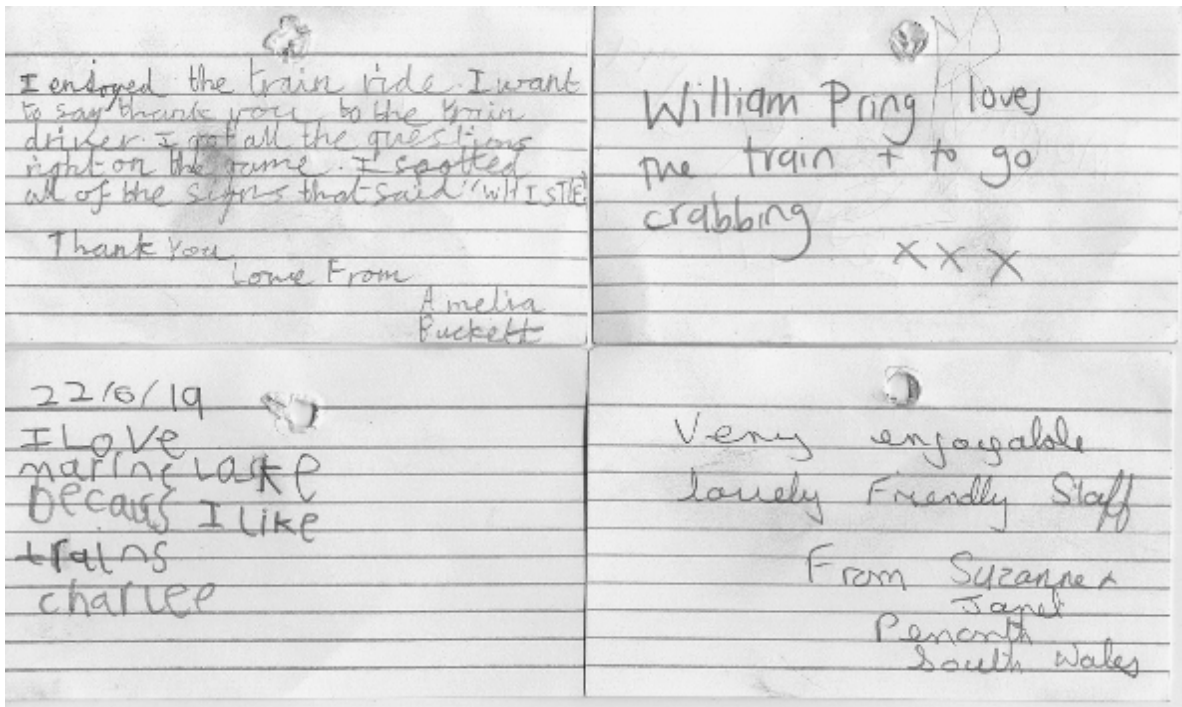 I enjoyed the train ride. I want
to say thank you to the train
driver. I got all the questions
right on the game. I spotted
all of the signs that said "WHISTLE"
Thank You
Love From
Amelia
Puckett
William Pring loves
the train + to go
crabbing
XXX
22/6/19
I LOVE
marine Lake
Becaus I Like
trains
charlee
Very enjoyable
lovely Friendly Staff
From Suzanne &
Janet
Penarth
South Wales